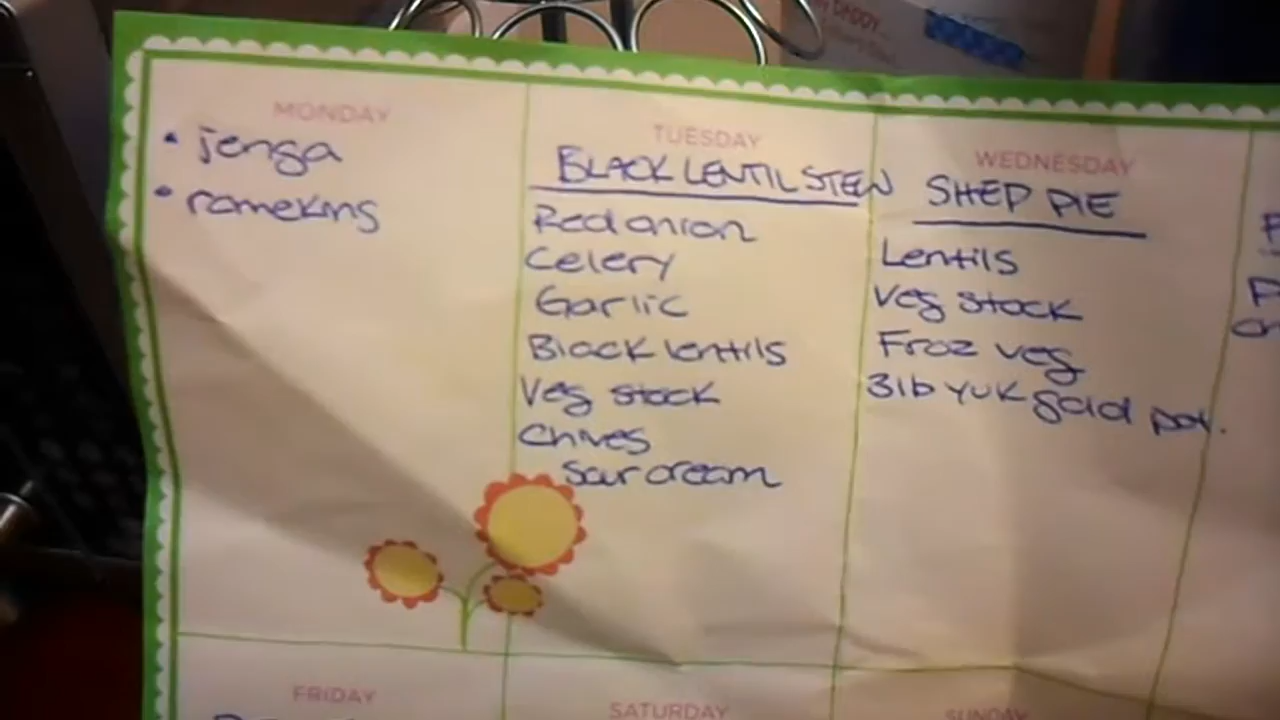 MONDAY
• jenga
• ramekins
TUESDAY
BLACK LENTIL STEW
Red onion
Celery
Garlic
Black lentils
Veg stock
Chives
Sour cream
WEDNESDAY
SHEP PIE
Lentils
Veg stock
Froz veg
3lb yuk gold pot.
FRIDAY
SATURDAY
SUNDAY
DADDY